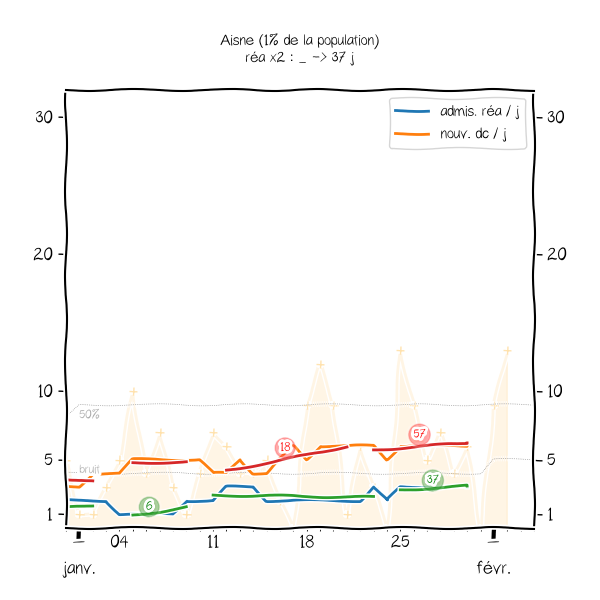 Aisne (1% de la population)
réa x2 : _ -> 37 j
admis. réa / j
nouv. dc / j
30
30
20
20
10
10
50%
57
18
5
5
bruit
37
6
1
1
04
11
18
25
janv.
févr.